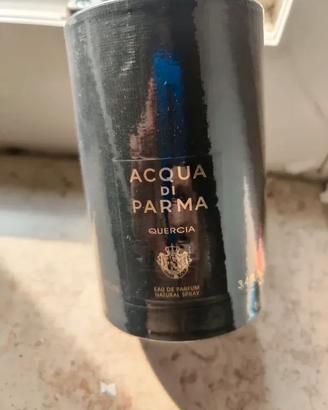 ACQUA
DI
PARMA
QUERCIA
EAU DE PARFUM
NATURAL SPRAY